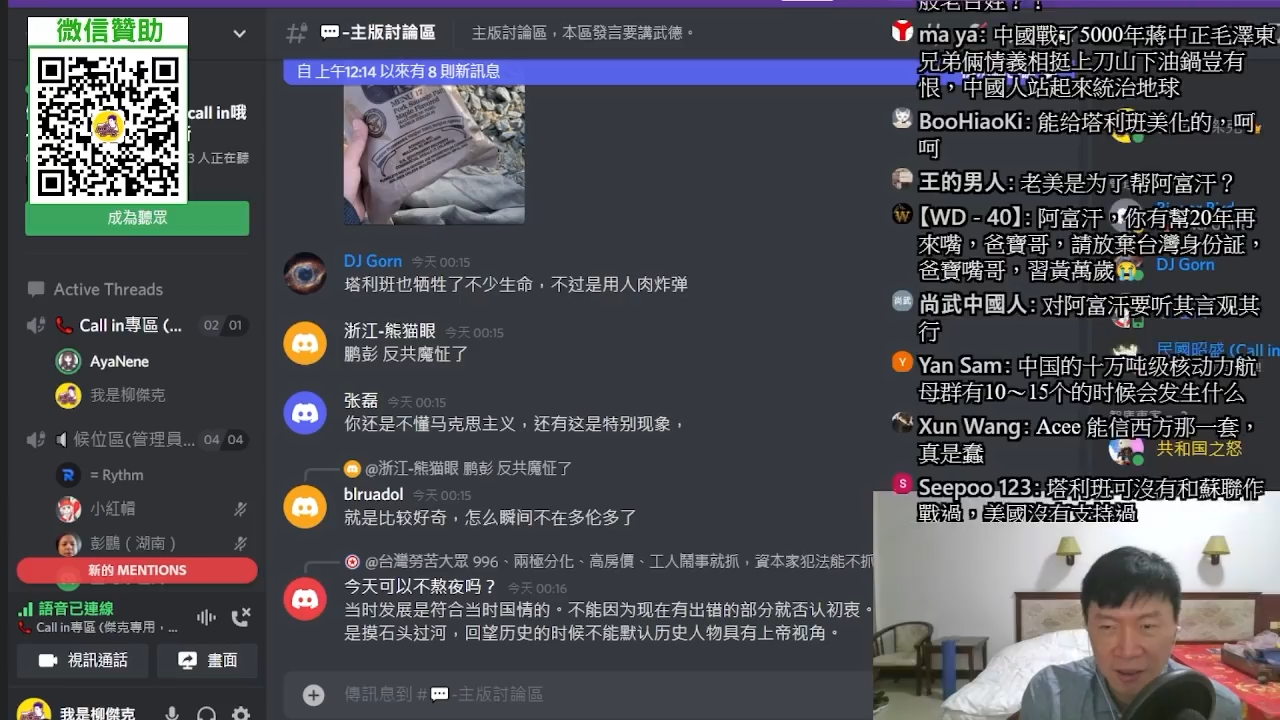 微信贊助
call in哦
3 人正在聽
成為聽眾
Active Threads
Call in專區 (...
02 01
AyaNene
我是柳傑克
候位區(管理員...
04 04
= Rythm
小紅帽
彭鵬 ( 湖南 )
新的 MENTIONS
語音已連線
Call in專區 (傑克專用，...
視訊通話
畫面
我是柳傑克
💬-主版討論區
主版討論區，本區發言要講武德。
自 上午12:14 以來有 8 則新訊息
MENU 17
Pork Sausage Patty
Maple Flavored
DJ Gorn 今天 00:15
塔利班也牺牲了不少生命，不过是用人肉炸弹
浙江-熊猫眼 今天 00:15
鹏彭 反共魔怔了
张磊 今天 00:15
你还是不懂马克思主义，还有这是特别现象，
@浙江-熊猫眼 鹏彭 反共魔怔了
blruadol 今天 00:15
就是比较好奇，怎么瞬间不在多伦多了
@台灣勞苦大眾 996、兩極分化、高房價、工人鬧事就抓，資本家犯法能不抓
今天可以不熬夜吗？ 今天 00:16
当时发展是符合当时国情的。不能因为现在有出错的部分就否认初衷。
是摸石头过河，回望历史的时候不能默认历史人物具有上帝视角。
傳訊息到 #💬-主版討論區
般老百姓？！
ma ya: 中國戰了5000年蔣中正毛澤東
兄弟倆情義相挺上刀山下油鍋豈有
恨，中國人站起來統治地球
BooHiaoKi: 能给塔利班美化的，呵
呵
王的男人: 老美是为了帮阿富汗？
【WD - 40】: 阿富汗，你有幫20年再
來嘴，爸寶哥，請放棄台灣身份証，
爸寶嘴哥，習黃萬歲😭
DJ Gorn
尚武中國人: 对阿富汗要听其言观其
行
民國昭盛 (Call in
Yan Sam: 中国的十万吨级核动力航
母群有10～15个的时候会发生什么
Xun Wang: Acee 能信西方那一套，
真是蠢
共和国之怒
Seepoo 123: 塔利班可沒有和蘇聯作
戰過，美國沒有支持過